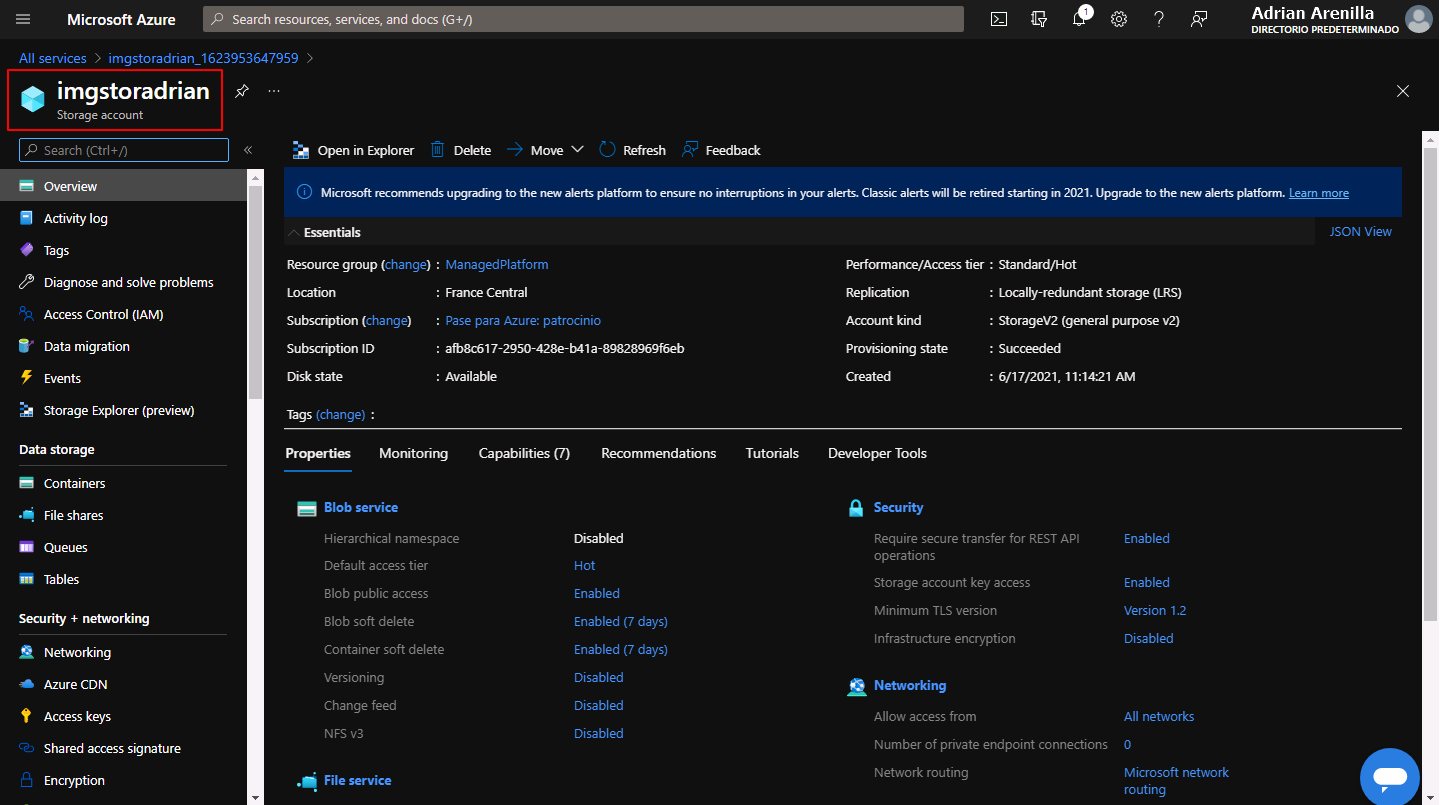 Microsoft Azure
Search resources, services, and docs (G+/)
1
Adrian Arenilla
DIRECTORIO PREDETERMINADO
All services > imgstoradrian_1623953647959 >
imgstoradrian
Storage account
...
Search (Ctrl+/)
«
Overview
Activity log
Tags
Diagnose and solve problems
Access Control (IAM)
Data migration
Events
Storage Explorer (preview)
Data storage
Containers
File shares
Queues
Tables
Security + networking
Networking
Azure CDN
Access keys
Shared access signature
Encryption
Open in Explorer Delete Move Refresh Feedback
Microsoft recommends upgrading to the new alerts platform to ensure no interruptions in your alerts. Classic alerts will be retired starting in 2021. Upgrade to the new alerts platform. Learn more
Essentials
JSON View
Resource group (change) : ManagedPlatform
Location : France Central
Subscription (change) : Pase para Azure: patrocinio
Subscription ID : afb8c617-2950-428e-b41a-89828969f6eb
Disk state : Available
Performance/Access tier : Standard/Hot
Replication : Locally-redundant storage (LRS)
Account kind : StorageV2 (general purpose v2)
Provisioning state : Succeeded
Created : 6/17/2021, 11:14:21 AM
Tags (change) :
Properties Monitoring Capabilities (7) Recommendations Tutorials Developer Tools
Blob service
Hierarchical namespace Disabled
Default access tier Hot
Blob public access Enabled
Blob soft delete Enabled (7 days)
Container soft delete Enabled (7 days)
Versioning Disabled
Change feed Disabled
NFS v3 Disabled
File service
Security
Require secure transfer for REST API Enabled
operations
Storage account key access Enabled
Minimum TLS version Version 1.2
Infrastructure encryption Disabled
Networking
Allow access from All networks
Number of private endpoint connections 0
Network routing Microsoft network
routing